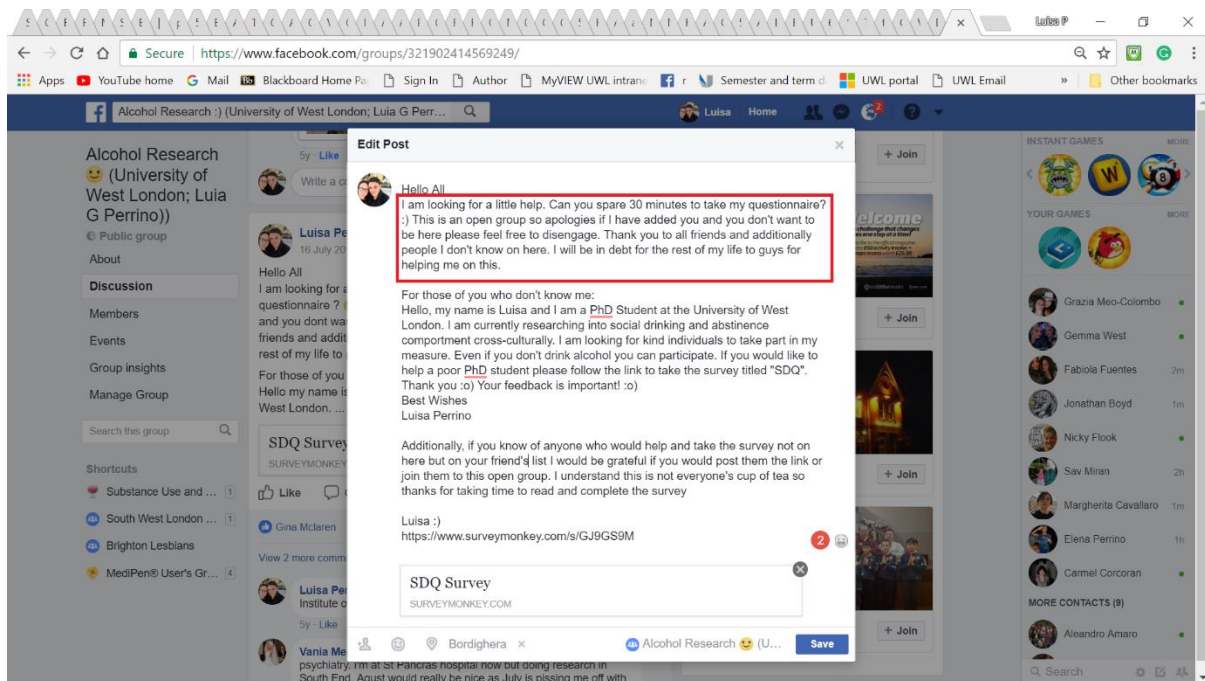 Luisa P
Secure | https://www.facebook.com/groups/321902414569249/
Apps YouTube home Mail Blackboard Home Pa Sign In Author MyVIEW UWL intrane r Semester and term d UWL portal UWL Email » Other bookmarks
Alcohol Research :) (University of West London; Luia G Perr...
Luisa Home 2
Alcohol Research
(University of
West London; Luia
G Perrino))
Public group
About
Discussion
Members
Events
Group insights
Manage Group
Search this group
Shortcuts
Substance Use and ... 1
South West London ... 1
Brighton Lesbians
MediPen® User's Gr... 4
5y · Like
Write a c
Luisa Pe
16 July 20
Hello All
I am looking for a
questionnaire ?
and you dont wa
friends and addit
rest of my life to
For those of you
Hello my name is
West London. ...
SDQ Survey
SURVEYMONKEY
Like
Gina Mclaren
View 2 more comm
Luisa Per
Institute o
5y · Like
Vania Me
psychiatry. I'm at St Pancras hospital now but doing research in
South End. Agust would really be nice as July is pissing me off with
Edit Post
Hello All
I am looking for a little help. Can you spare 30 minutes to take my questionnaire?
:) This is an open group so apologies if I have added you and you don't want to
be here please feel free to disengage. Thank you to all friends and additionally
people I don't know on here. I will be in debt for the rest of my life to guys for
helping me on this.
For those of you who don't know me:
Hello, my name is Luisa and I am a PhD Student at the University of West
London. I am currently researching into social drinking and abstinence
comportment cross-culturally. I am looking for kind individuals to take part in my
measure. Even if you don't drink alcohol you can participate. If you would like to
help a poor PhD student please follow the link to take the survey titled "SDQ".
Thank you :o) Your feedback is important! :o)
Best Wishes
Luisa Perrino
Additionally, if you know of anyone who would help and take the survey not on
here but on your friend's list I would be grateful if you would post them the link or
join them to this open group. I understand this is not everyone's cup of tea so
thanks for taking time to read and complete the survey
Luisa :)
https://www.surveymonkey.com/s/GJ9GS9M
2
SDQ Survey
SURVEYMONKEY.COM
Bordighera ×
Alcohol Research (U...
Save
+ Join
+ Join
+ Join
+ Join
INSTANT GAMES MORE
YOUR GAMES MORE
Grazia Meo-Colombo
Gemma West
Fabiola Fuentes 2m
Jonathan Boyd 1m
Nicky Flook
Sav Miran 2h
Margherita Cavallaro 1m
Elena Perrino 1h
Carmel Corcoran
MORE CONTACTS (9)
Aleandro Amaro
Search